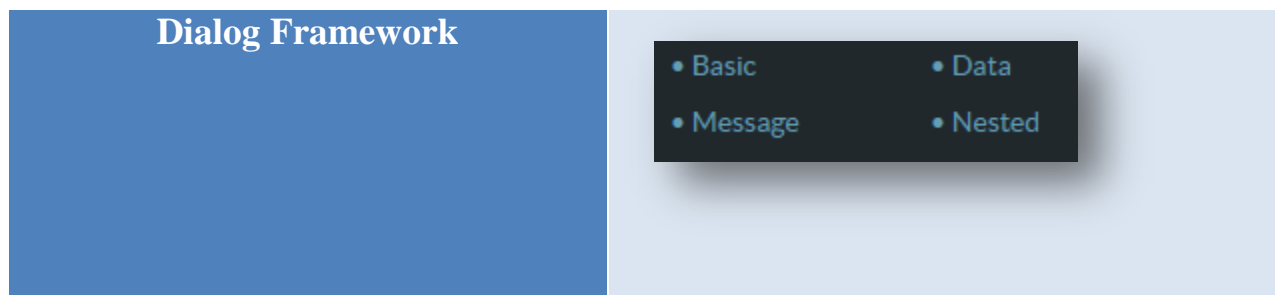 Dialog Framework
• Basic • Data
• Message • Nested